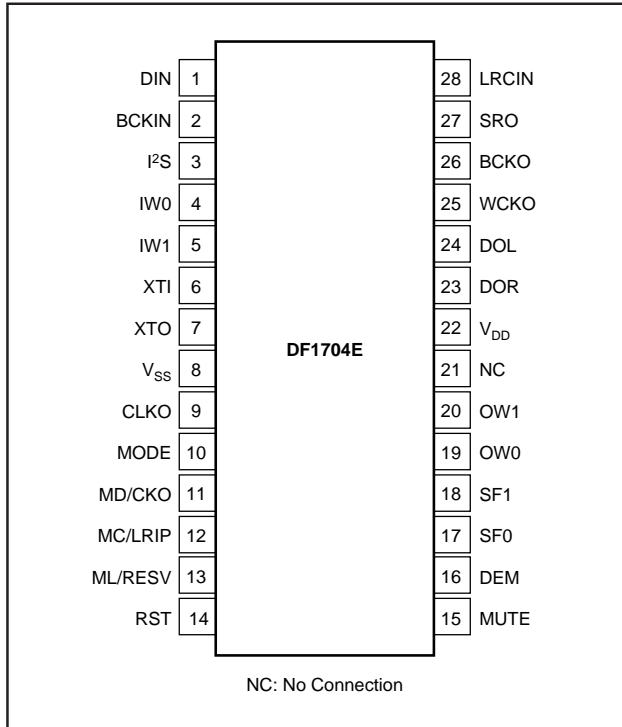 DIN 1 28 LRCIN
BCKIN 2 27 SRO
I²S 3 26 BCKO
IW0 4 25 WCKO
IW1 5 24 DOL
XTI 6 23 DOR
XTO 7 22 V_DD
DF1704E
V_SS 8 21 NC
CLKO 9 20 OW1
MODE 10 19 OW0
MD/CKO 11 18 SF1
MC/LRIP 12 17 SF0
ML/RESV 13 16 DEM
RST 14 15 MUTE
NC: No Connection